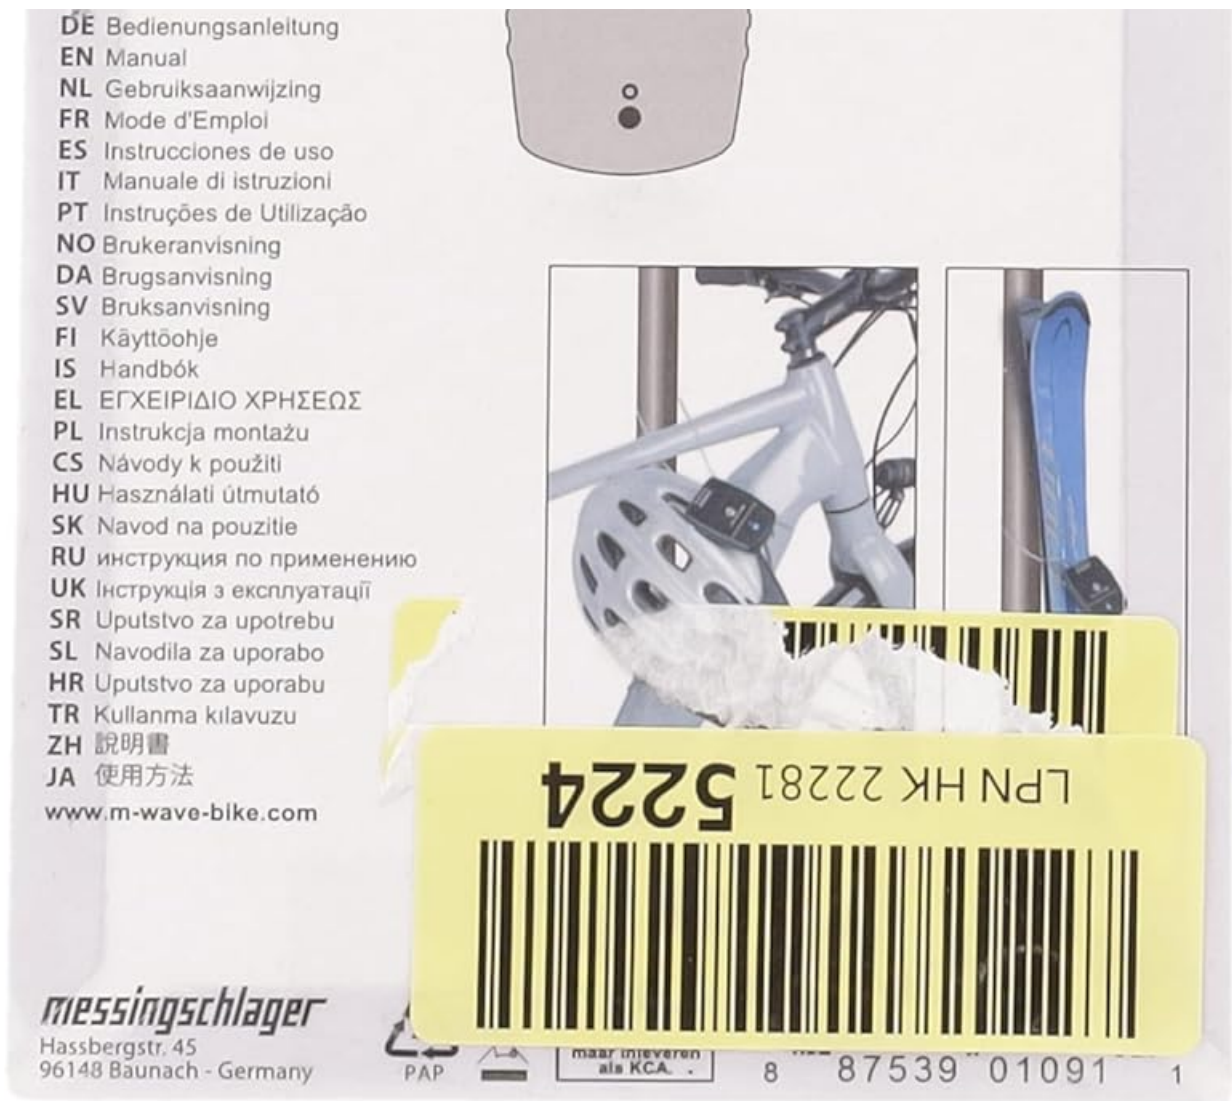 DE Bedienungsanleitung
EN Manual
NL Gebruiksaanwijzing
FR Mode d'Emploi
ES Instrucciones de uso
IT Manuale di istruzioni
PT Instruções de Utilização
NO Brukeranvisning
DA Brugsanvisning
SV Bruksanvisning
FI Käyttöohje
IS Handbók
EL ΕΓΧΕΙΡΙΔΙΟ ΧΡΗΣΕΩΣ
PL Instrukcja montażu
CS Návody k použiti
HU Használati útmutató
SK Navod na pouzitie
RU инструкция по применению
UK Інструкція з експлуатації
SR Uputstvo za upotrebu
SL Navodila za uporabo
HR Uputstvo za uporabu
TR Kullanma kılavuzu
ZH 說明書
JA 使用方法
www.m-wave-bike.com
LPN HK 22281 5224
messingschlager
Hassbergstr. 45
96148 Baunach - Germany
PAP
maar inleveren
als KCA.
8 87539 01091 1